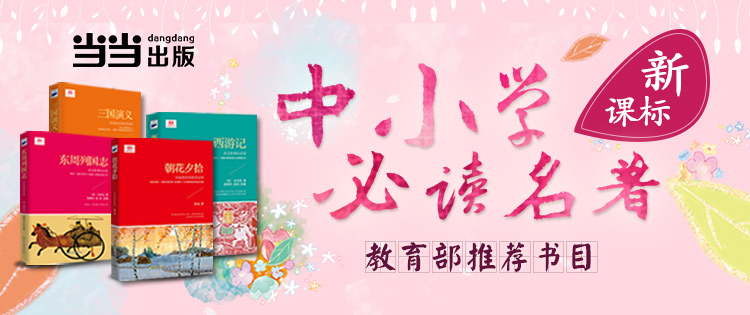 当当出版
dangdang
中小学
必读名著
新
课标
教育部推荐书目
三国演义
西游记
东周列国志
朝花夕拾